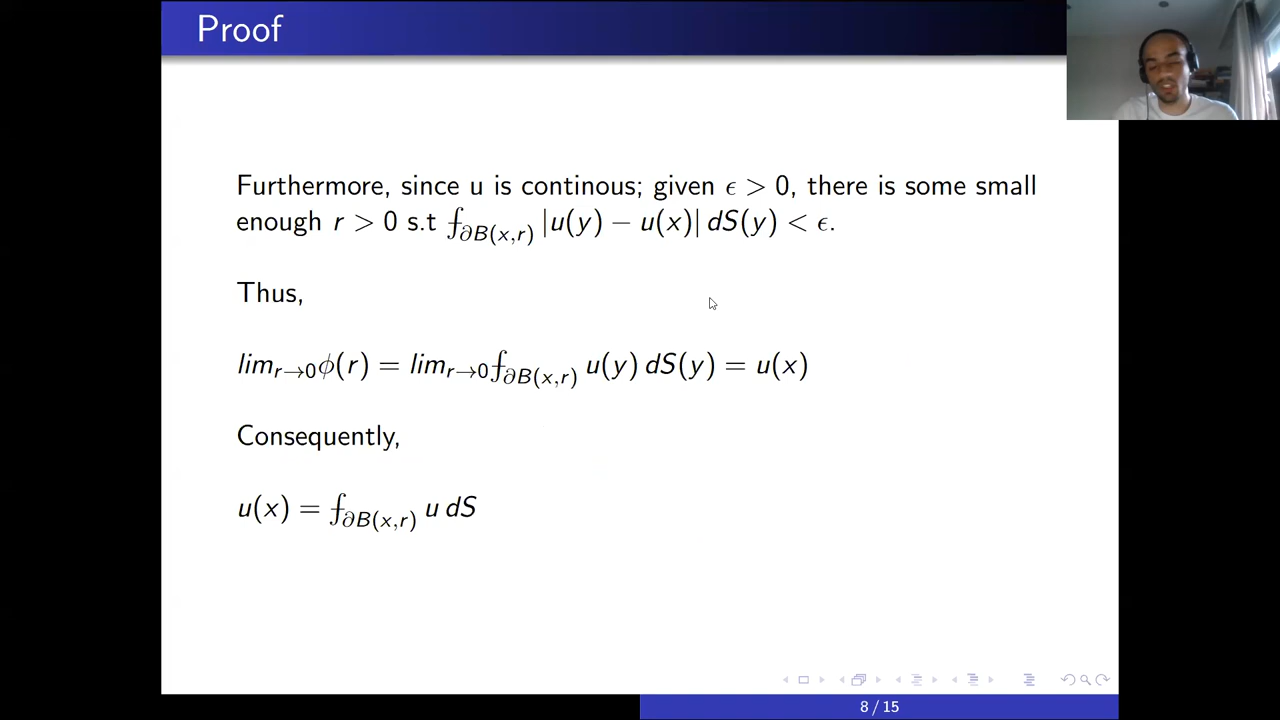 Proof
Furthermore, since u is continous; given ϵ > 0, there is some small
enough r > 0 s.t ⨍_{∂B(x,r)} |u(y) − u(x)| dS(y) < ϵ.
Thus,
lim_{r→0}ϕ(r) = lim_{r→0}⨍_{∂B(x,r)} u(y) dS(y) = u(x)
Consequently,
u(x) = ⨍_{∂B(x,r)} u dS
8 / 15